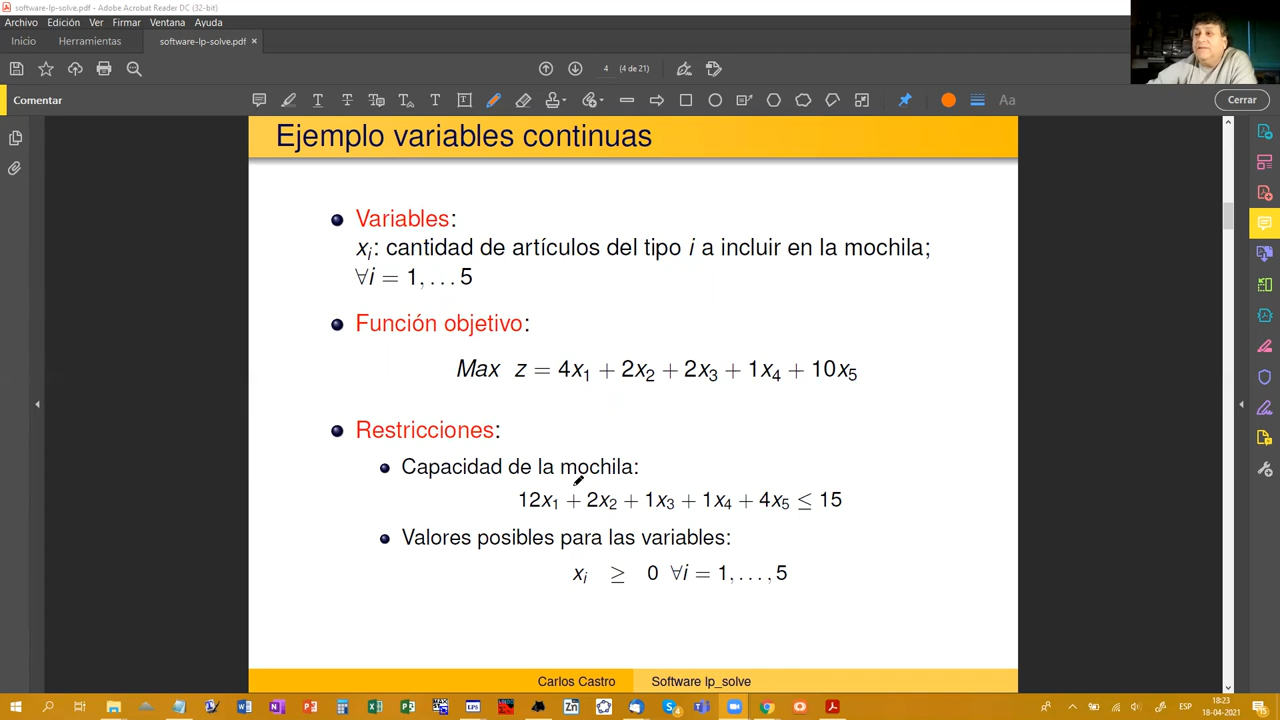 software-lp-solve.pdf - Adobe Acrobat Reader DC (32-bit)
Archivo Edición Ver Firmar Ventana Ayuda
Inicio Herramientas software-lp-solve.pdf ×
4 (4 de 21)
Comentar
Aa
Cerrar
Ejemplo variables continuas
Variables:
xᵢ: cantidad de artículos del tipo i a incluir en la mochila;
∀i = 1, . . . 5
Función objetivo:
Max z = 4x₁ + 2x₂ + 2x₃ + 1x₄ + 10x₅
Restricciones:
Capacidad de la mochila:
12x₁ + 2x₂ + 1x₃ + 1x₄ + 4x₅ ≤ 15
Valores posibles para las variables:
xᵢ ≥ 0 ∀i = 1, . . . , 5
Carlos Castro Software lp_solve
ESP
18:23
18-04-2021